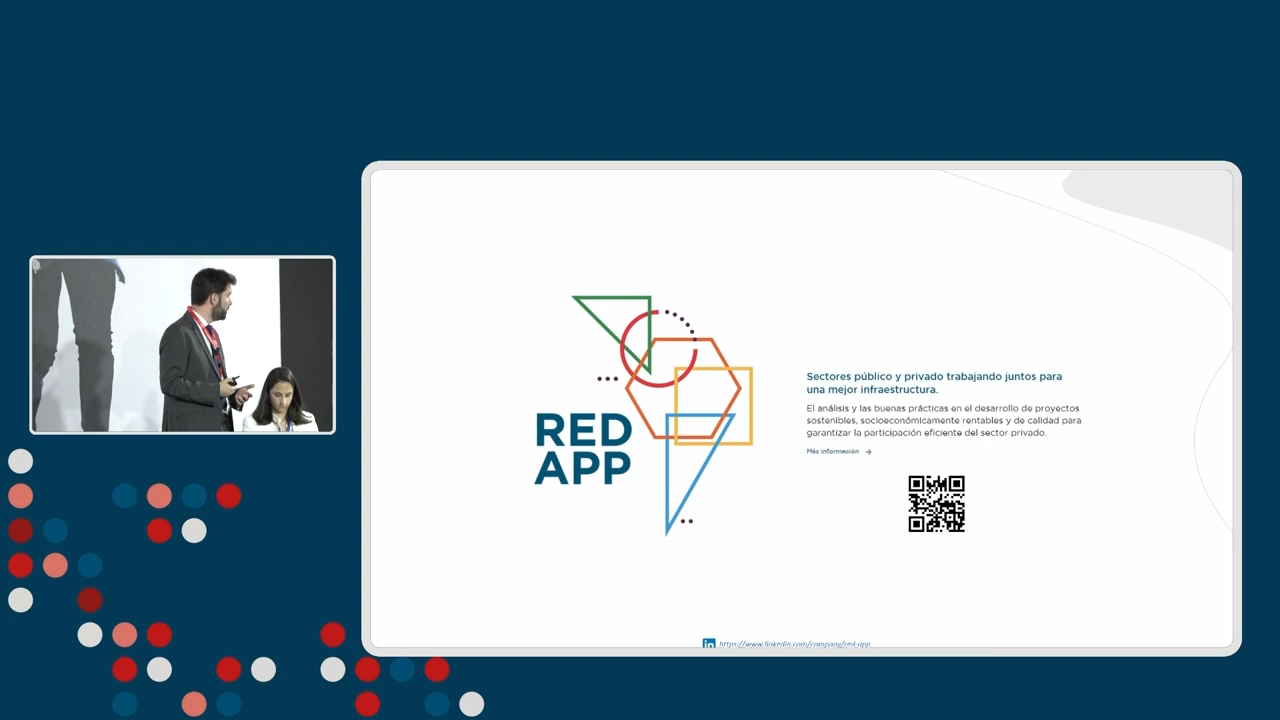 RED
APP
Sectores público y privado trabajando juntos para
una mejor infraestructura.
El análisis y las buenas prácticas en el desarrollo de proyectos
sostenibles, socioeconómicamente rentables y de calidad para
garantizar la participación eficiente del sector privado.
Más información →
in https://www.linkedin.com/company/red-app